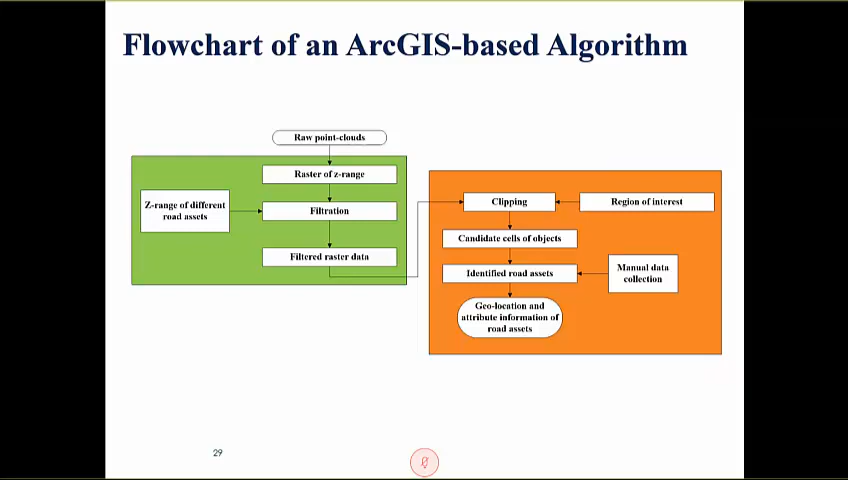 Flowchart of an ArcGIS-based Algorithm
Raw point-clouds
Raster of z-range
Z-range of different
road assets
Filtration
Filtered raster data
Clipping
Region of interest
Candidate cells of objects
Identified road assets
Manual data
collection
Geo-location and
attribute information of
road assets
29